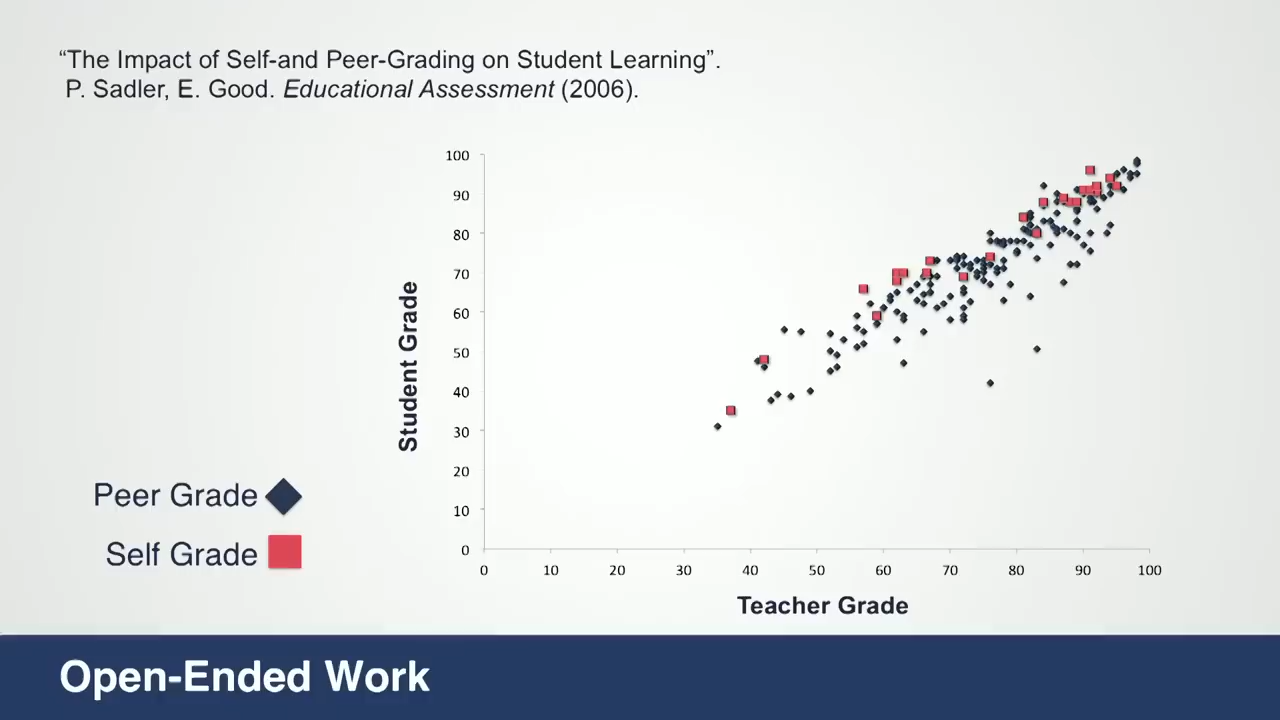 “The Impact of Self-and Peer-Grading on Student Learning”.
P. Sadler, E. Good. Educational Assessment (2006).
100
90
80
70
60
50
40
30
20
10
0
Student Grade
0 10 20 30 40 50 60 70 80 90 100
Teacher Grade
Peer Grade
Self Grade
Open-Ended Work